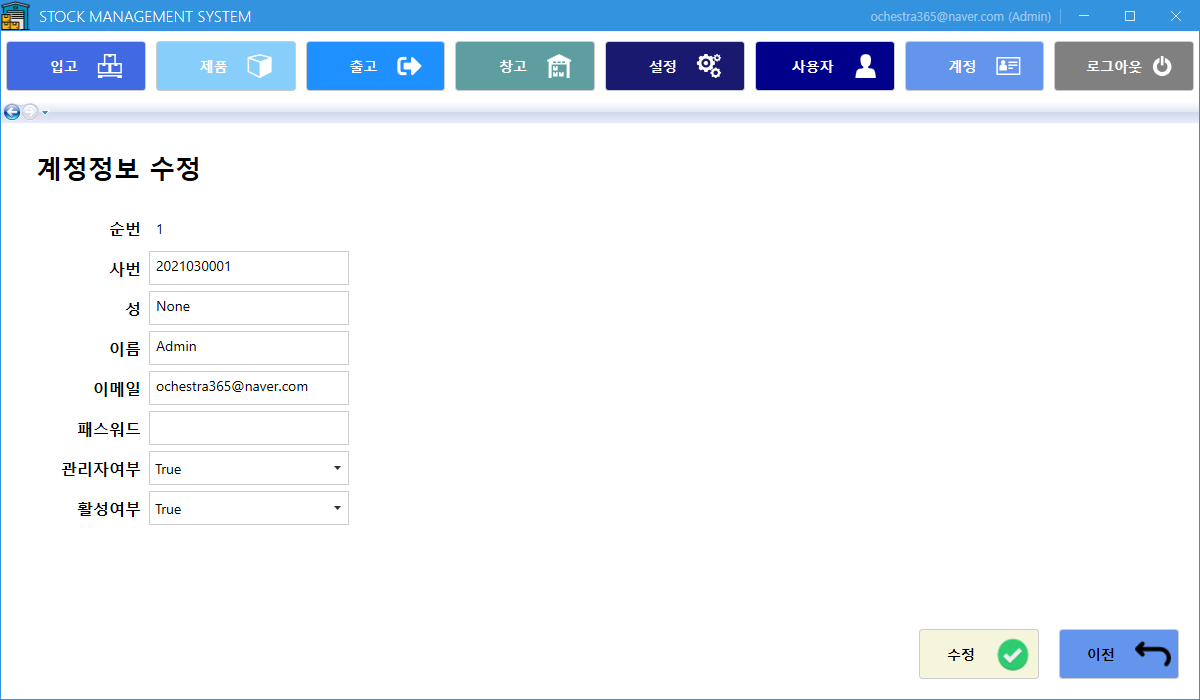 STOCK MANAGEMENT SYSTEM ochestra365@naver.com (Admin)
입고 제품 출고 창고 설정 사용자 계정 로그아웃
계정정보 수정
순번 1
사번 2021030001
성 None
이름 Admin
이메일 ochestra365@naver.com
패스워드
관리자여부 True
활성여부 True
수정 이전